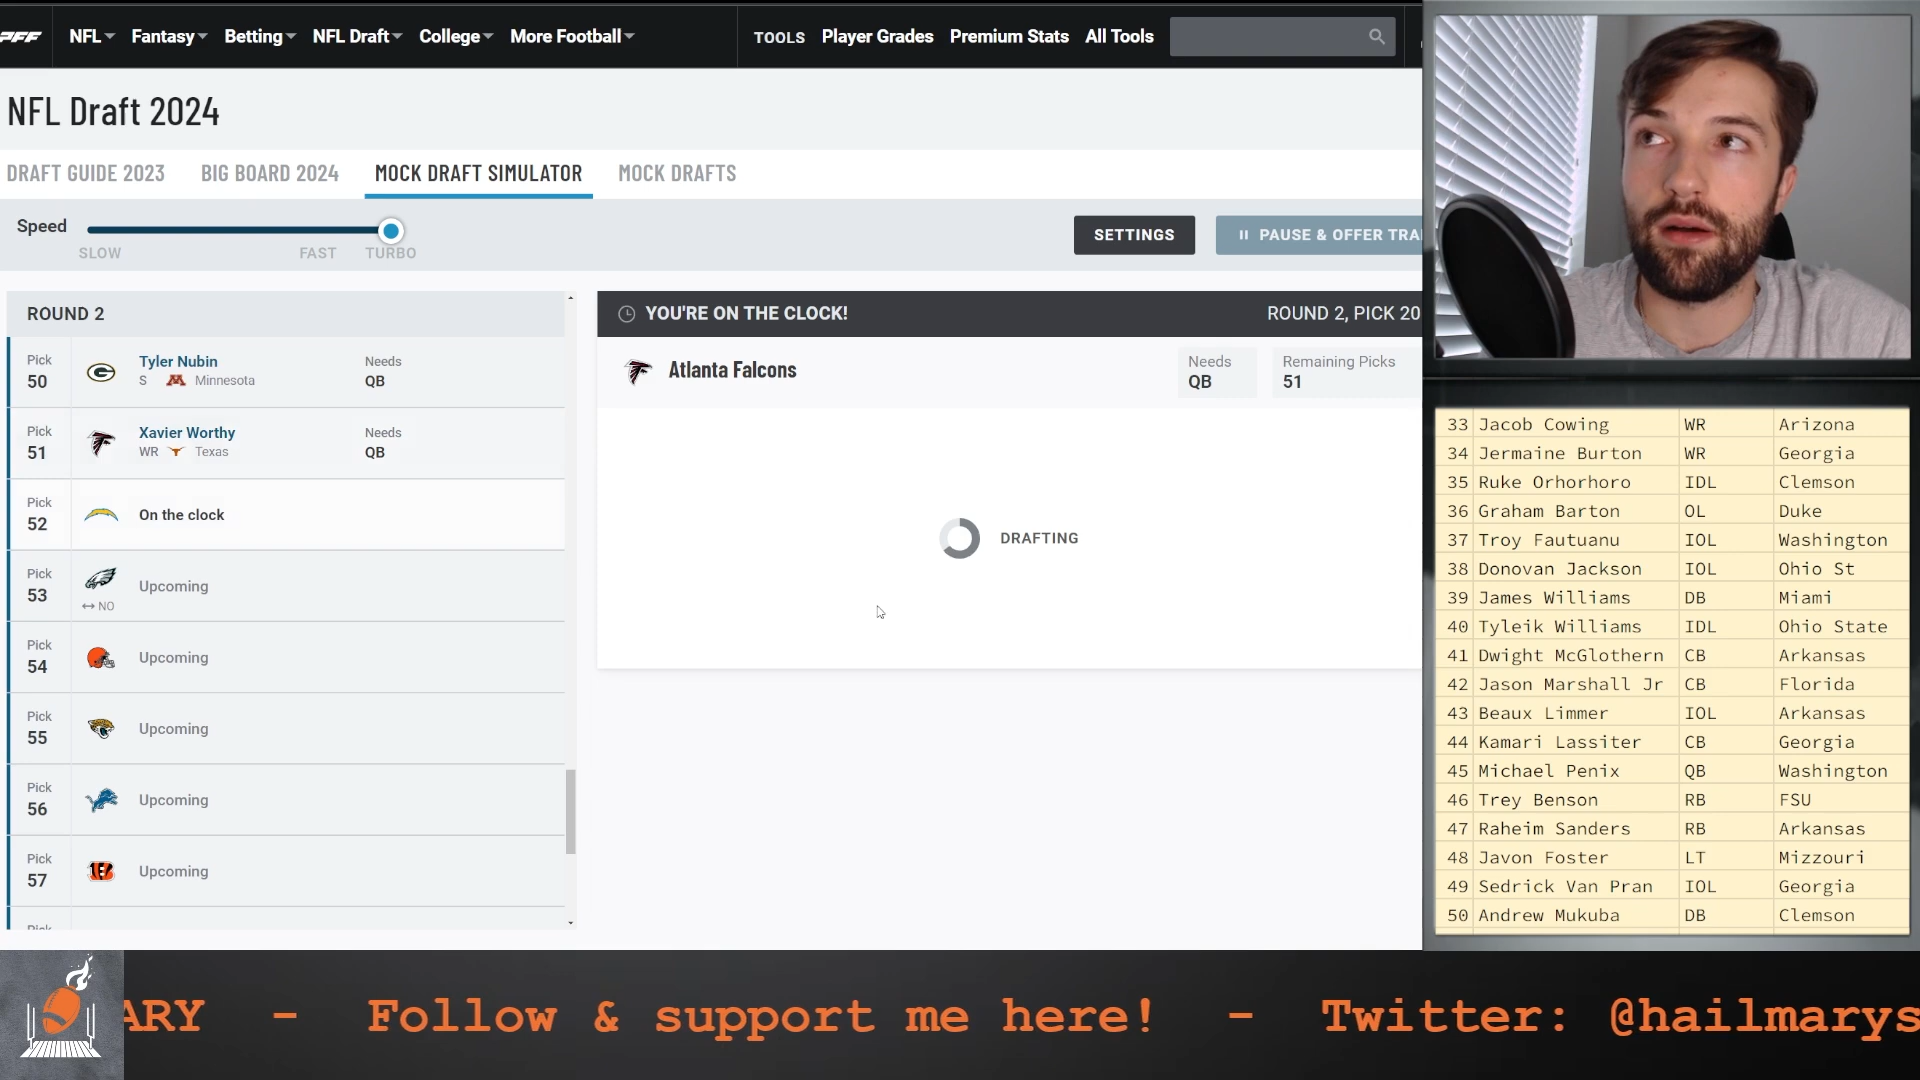 PFF NFL Fantasy Betting NFL Draft College More Football TOOLS Player Grades Premium Stats All Tools
NFL Draft 2024
DRAFT GUIDE 2023 BIG BOARD 2024 MOCK DRAFT SIMULATOR MOCK DRAFTS
Speed
SLOW FAST TURBO
SETTINGS
PAUSE & OFFER TRA
ROUND 2
Pick 50
Tyler Nubin
S Minnesota
Needs
QB
Pick 51
Xavier Worthy
WR Texas
Needs
QB
Pick 52
On the clock
Pick 53
NO
Upcoming
Pick 54
Upcoming
Pick 55
Upcoming
Pick 56
Upcoming
Pick 57
Upcoming
YOU'RE ON THE CLOCK! ROUND 2, PICK 20
Atlanta Falcons
Needs
QB
Remaining Picks
51
DRAFTING
33 Jacob Cowing WR Arizona
34 Jermaine Burton WR Georgia
35 Ruke Orhorhoro IDL Clemson
36 Graham Barton OL Duke
37 Troy Fautuanu IOL Washington
38 Donovan Jackson IOL Ohio St
39 James Williams DB Miami
40 Tyleik Williams IDL Ohio State
41 Dwight McGlothern CB Arkansas
42 Jason Marshall Jr CB Florida
43 Beaux Limmer IOL Arkansas
44 Kamari Lassiter CB Georgia
45 Michael Penix QB Washington
46 Trey Benson RB FSU
47 Raheim Sanders RB Arkansas
48 Javon Foster LT Mizzouri
49 Sedrick Van Pran IOL Georgia
50 Andrew Mukuba DB Clemson
ARY - Follow & support me here! - Twitter: @hailmarys